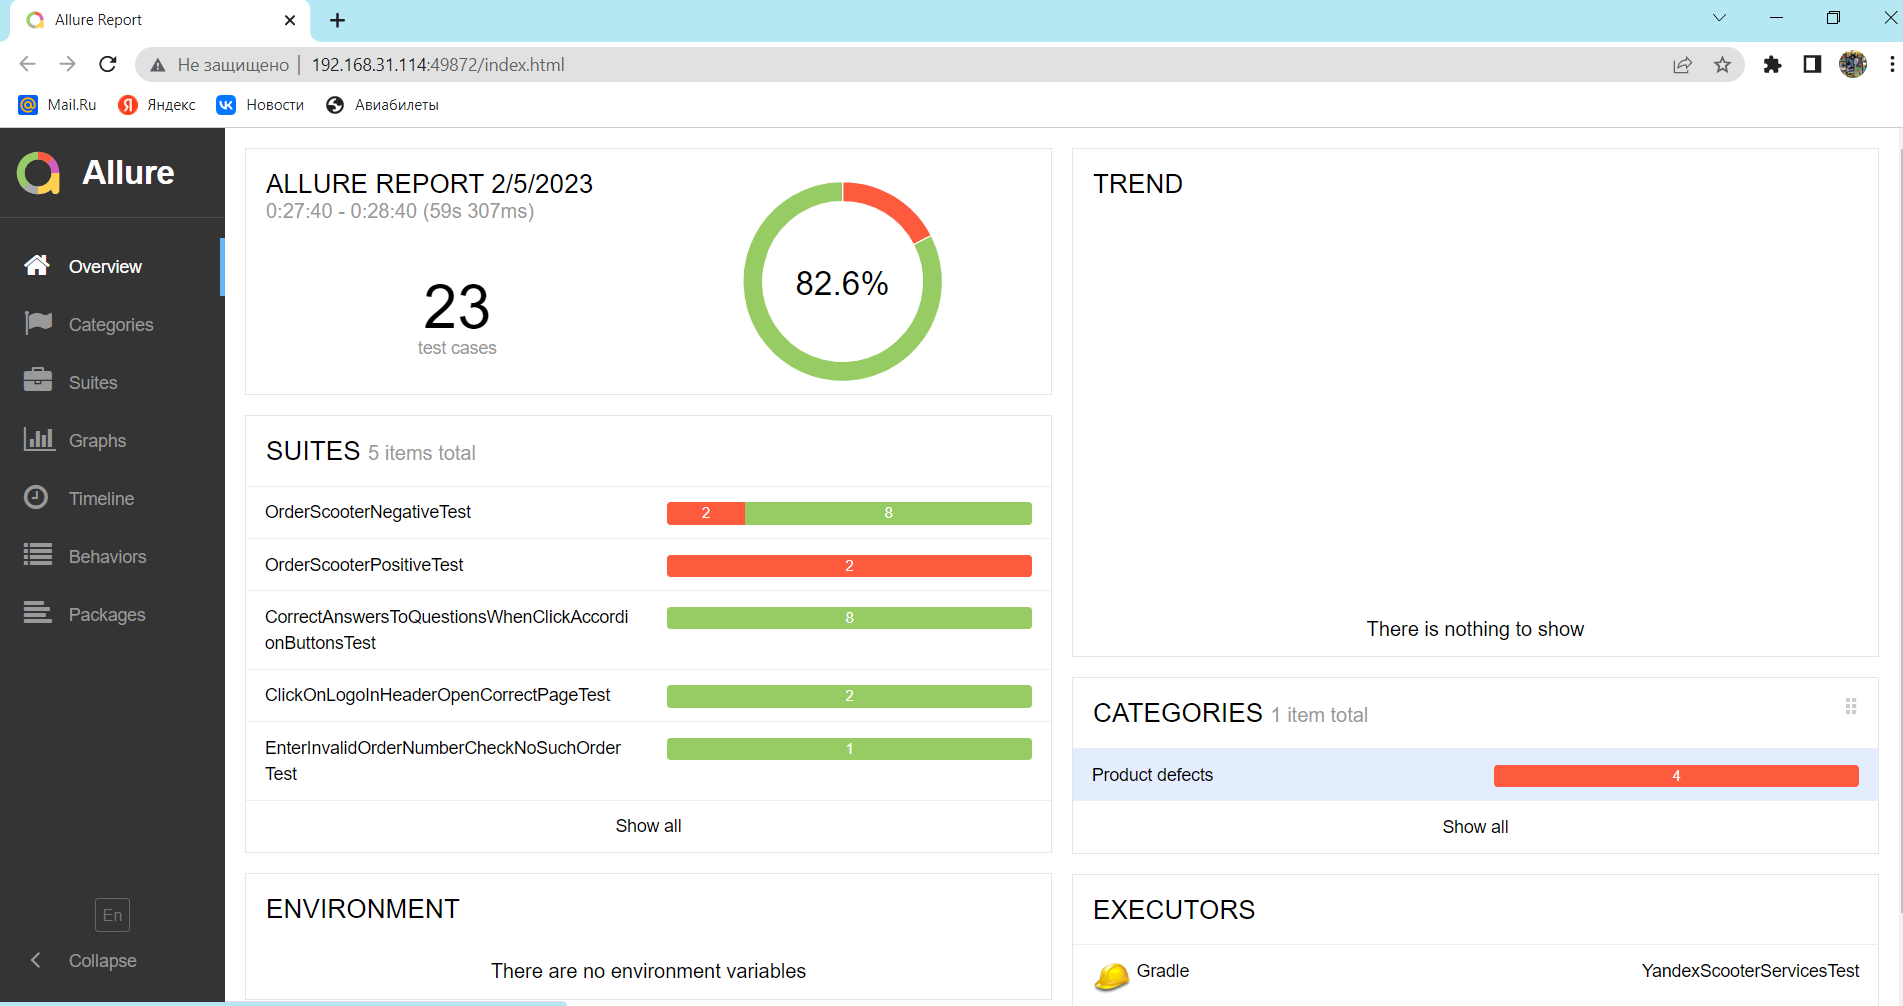 Allure Report
Не защищено | 192.168.31.114:49872/index.html
Mail.Ru Яндекс Новости Авиабилеты
Allure
Overview
Categories
Suites
Graphs
Timeline
Behaviors
Packages
En
Collapse
ALLURE REPORT 2/5/2023
0:27:40 - 0:28:40 (59s 307ms)
23
test cases
82.6%
SUITES 5 items total
OrderScooterNegativeTest 2 8
OrderScooterPositiveTest 2
CorrectAnswersToQuestionsWhenClickAccordi
onButtonsTest 8
ClickOnLogoInHeaderOpenCorrectPageTest 2
EnterInvalidOrderNumberCheckNoSuchOrder
Test 1
Show all
ENVIRONMENT
There are no environment variables
TREND
There is nothing to show
CATEGORIES 1 item total
Product defects 4
Show all
EXECUTORS
Gradle YandexScooterServicesTest